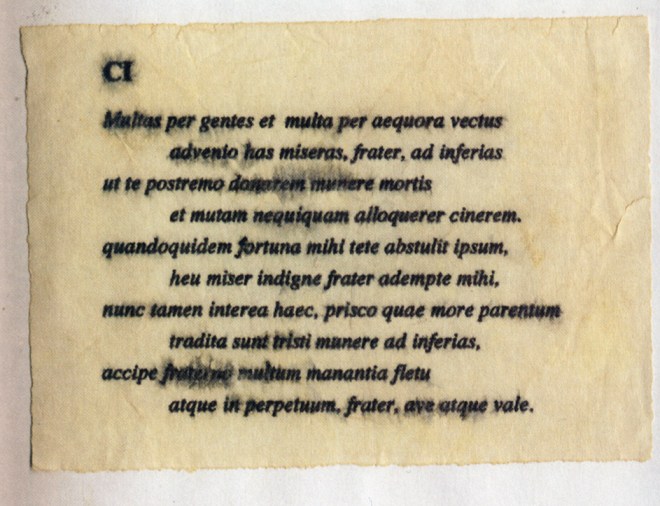 CI
Multas per gentes et multa per aequora vectus
advenio has miseras, frater, ad inferias
ut te postremo donarem munere mortis
et mutam nequiquam alloquerer cinerem.
quandoquidem fortuna mihi tete abstulit ipsum,
heu miser indigne frater adempte mihi,
nunc tamen interea haec, prisco quae more parentum
tradita sunt tristi munere ad inferias,
accipe fraterno multum manantia fletu
atque in perpetuum, frater, ave atque vale.